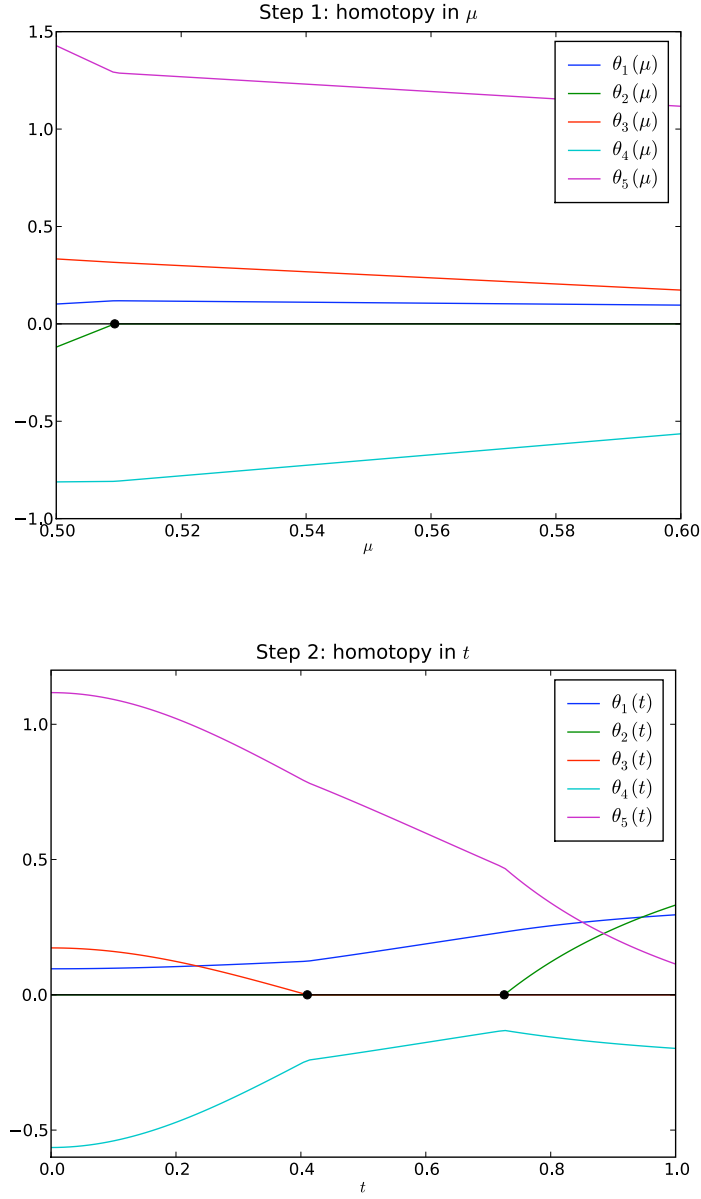 Step 1: homotopy in μ
1.5
1.0
0.5
0.0
−0.5
−1.0
θ₁(μ)
θ₂(μ)
θ₃(μ)
θ₄(μ)
θ₅(μ)
0.50 0.52 0.54 0.56 0.58 0.60
μ
Step 2: homotopy in t
1.0
0.5
0.0
−0.5
θ₁(t)
θ₂(t)
θ₃(t)
θ₄(t)
θ₅(t)
0.0 0.2 0.4 0.6 0.8 1.0
t